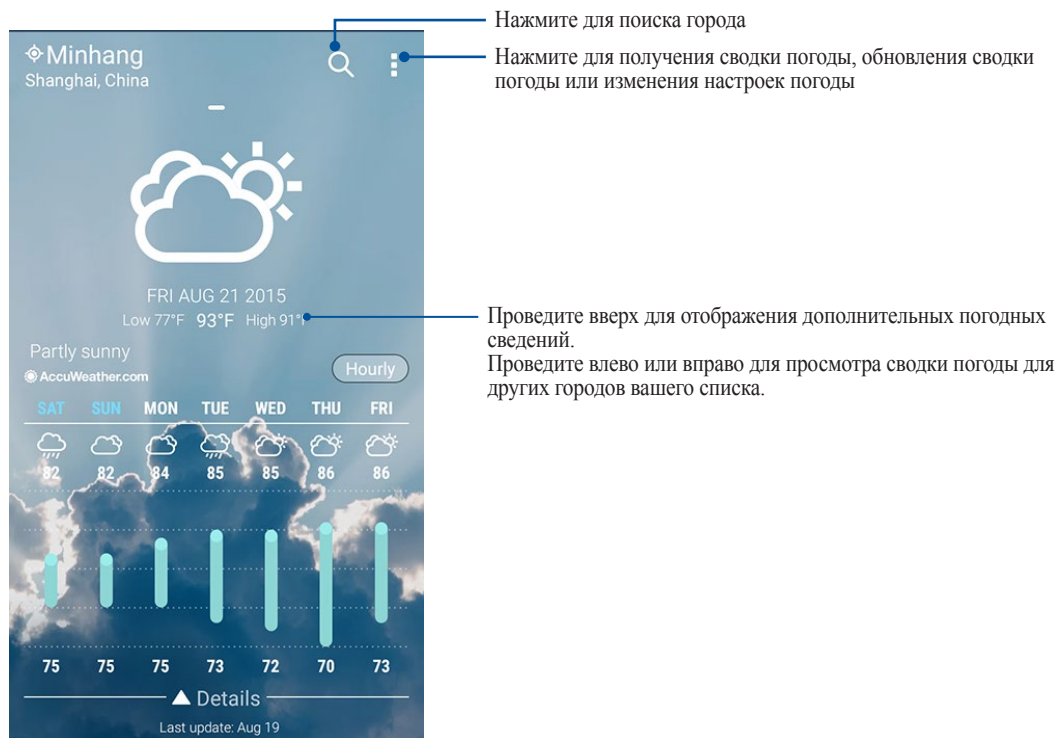 Нажмите для поиска города
Нажмите для получения сводки погоды, обновления сводки
погоды или изменения настроек погоды
Minhang
Shanghai, China
FRI AUG 21 2015
Low 77°F 93°F High 91°F
Проведите вверх для отображения дополнительных погодных
сведений.
Проведите влево или вправо для просмотра сводки погоды для
других городов вашего списка.
Partly sunny
AccuWeather.com
Hourly
SAT SUN MON TUE WED THU FRI
82 82 84 85 85 86 86
75 75 75 73 72 70 73
Details
Last update: Aug 19